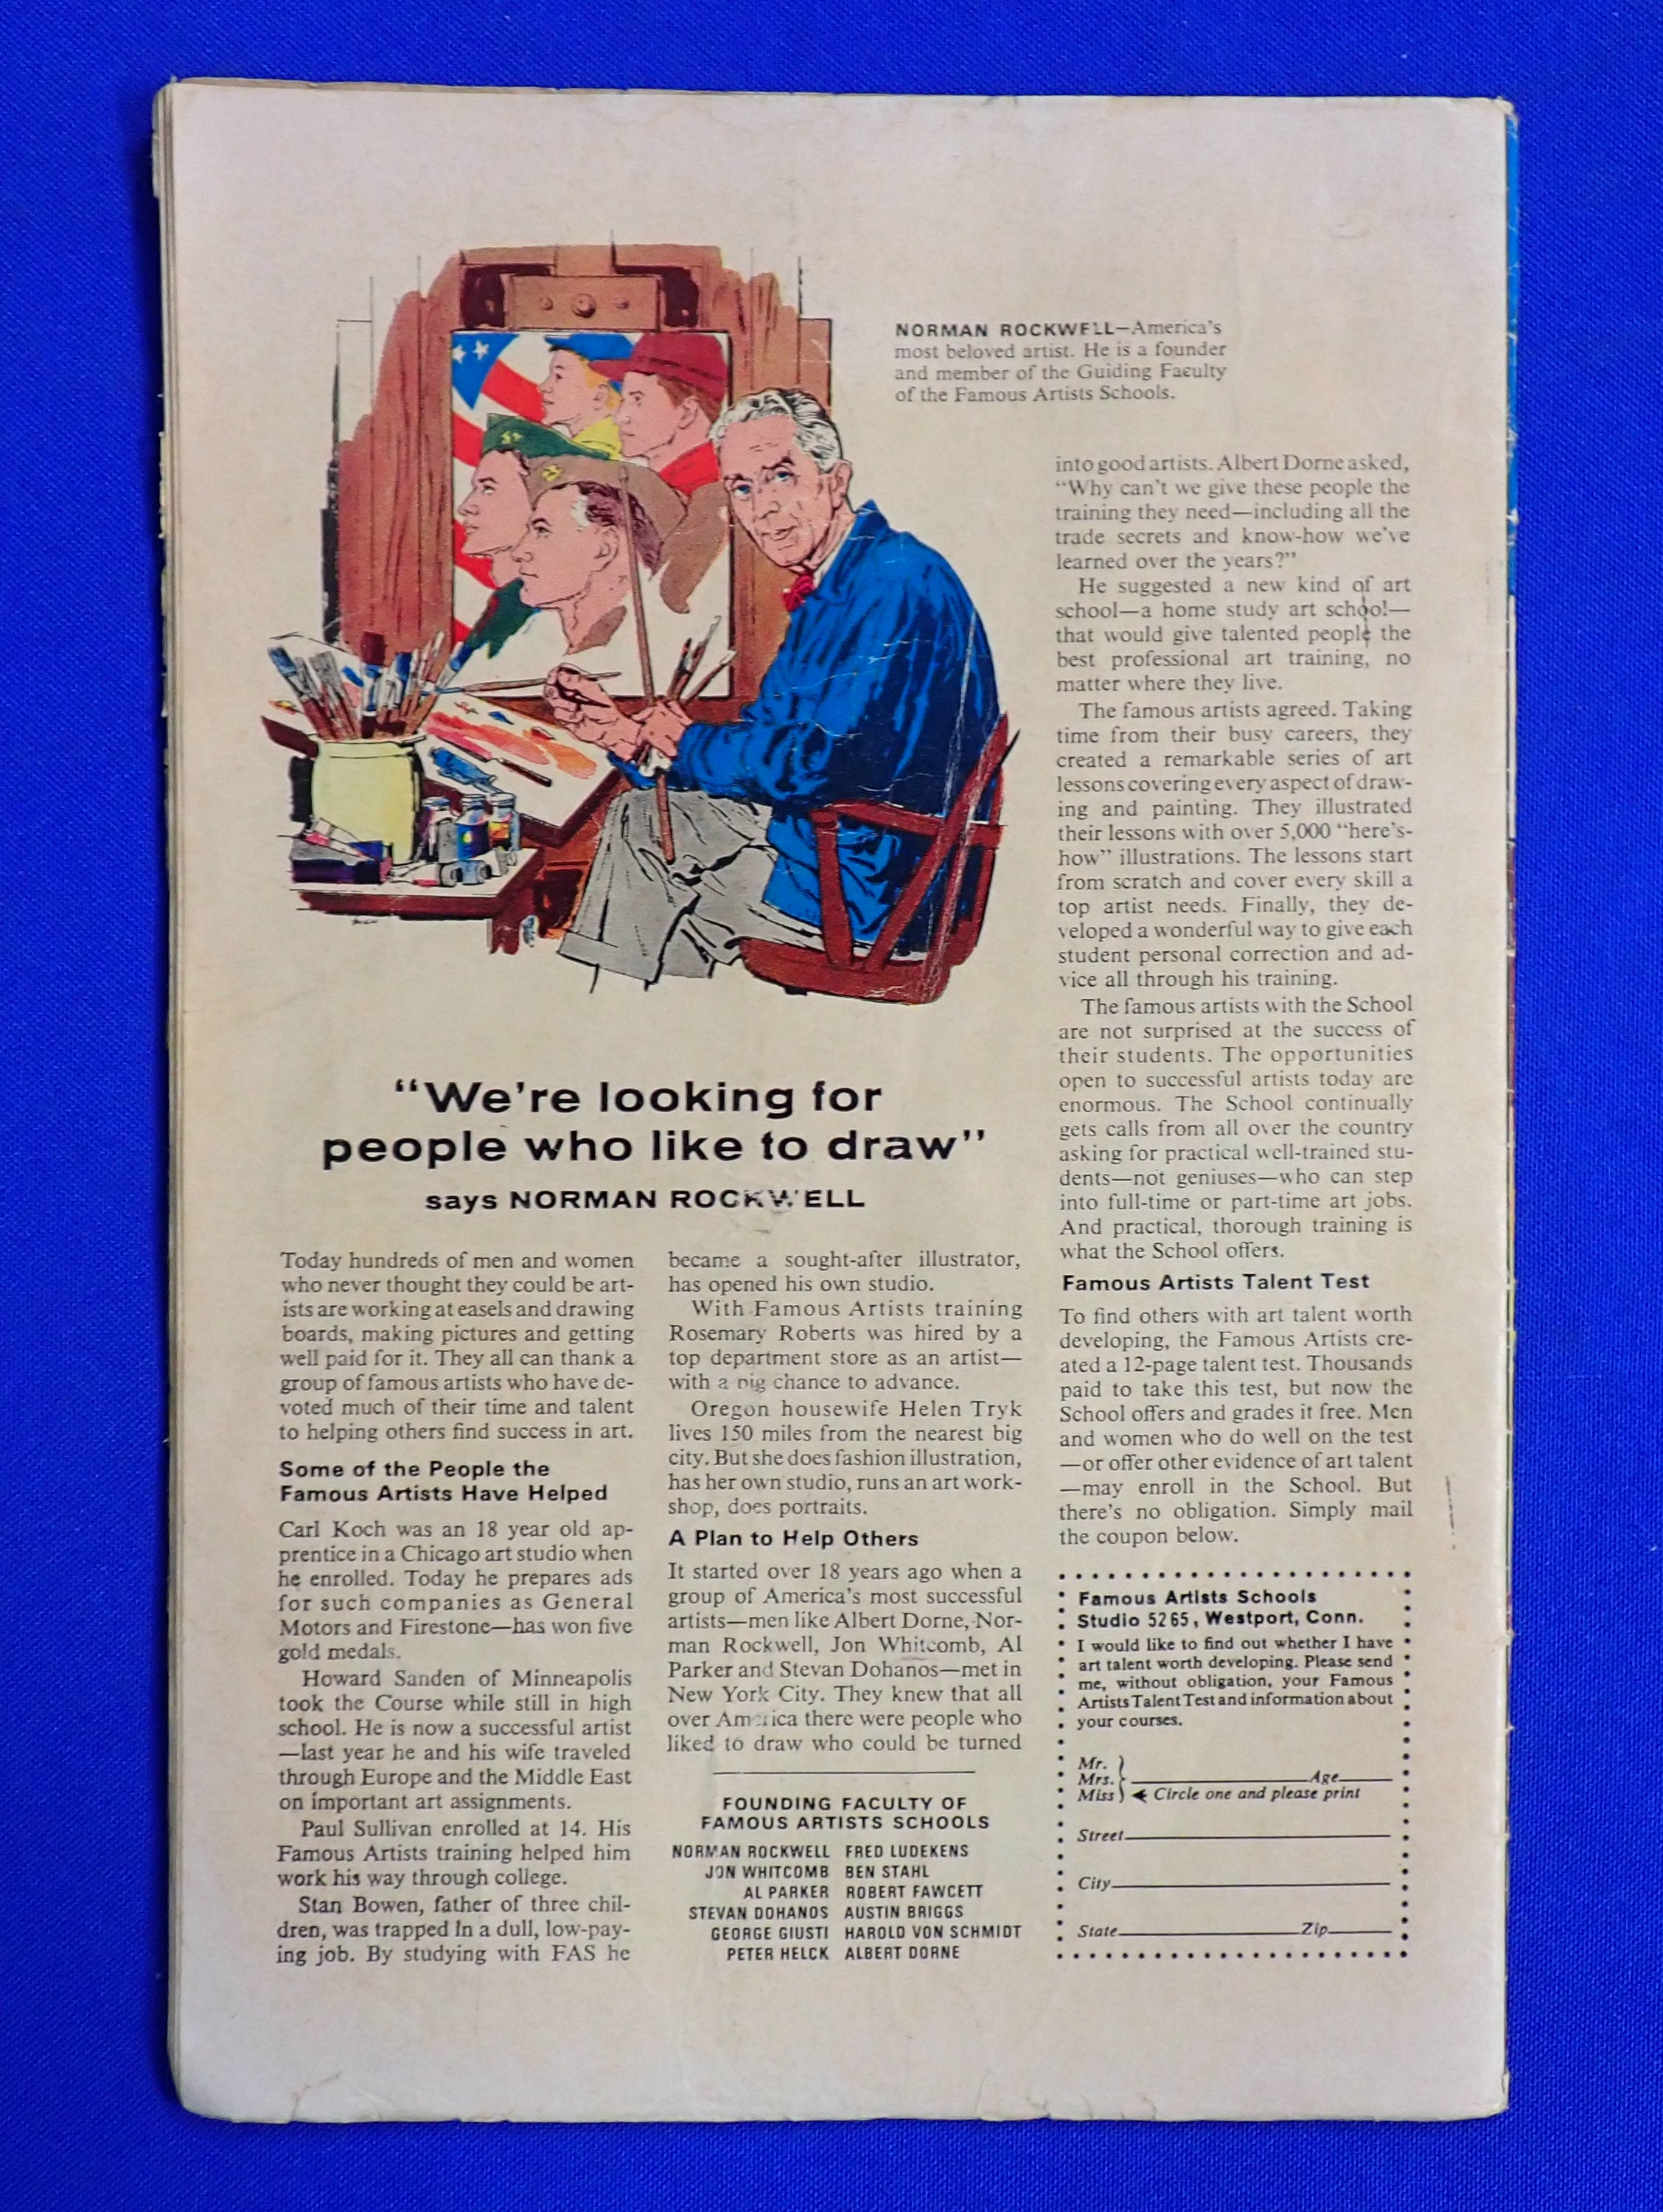 NORMAN ROCKWELL—America's
most beloved artist. He is a founder
and member of the Guiding Faculty
of the Famous Artists Schools.
"We're looking for
people who like to draw"
says NORMAN ROCKWELL
Today hundreds of men and women
who never thought they could be art-
ists are working at easels and drawing
boards, making pictures and getting
well paid for it. They all can thank a
group of famous artists who have de-
voted much of their time and talent
to helping others find success in art.
Some of the People the
Famous Artists Have Helped
Carl Koch was an 18 year old ap-
prentice in a Chicago art studio when
he enrolled. Today he prepares ads
for such companies as General
Motors and Firestone—has won five
gold medals.
Howard Sanden of Minneapolis
took the Course while still in high
school. He is now a successful artist
—last year he and his wife traveled
through Europe and the Middle East
on important art assignments.
Paul Sullivan enrolled at 14. His
Famous Artists training helped him
work his way through college.
Stan Bowen, father of three chil-
dren, was trapped in a dull, low-pay-
ing job. By studying with FAS he
became a sought-after illustrator,
has opened his own studio.
With Famous Artists training
Rosemary Roberts was hired by a
top department store as an artist—
with a big chance to advance.
Oregon housewife Helen Tryk
lives 150 miles from the nearest big
city. But she does fashion illustration,
has her own studio, runs an art work-
shop, does portraits.
A Plan to Help Others
It started over 18 years ago when a
group of America's most successful
artists—men like Albert Dorne, Nor-
man Rockwell, Jon Whitcomb, Al
Parker and Stevan Dohanos—met in
New York City. They knew that all
over America there were people who
liked to draw who could be turned
FOUNDING FACULTY OF
FAMOUS ARTISTS SCHOOLS
NORMAN ROCKWELL FRED LUDEKENS
JON WHITCOMB BEN STAHL
AL PARKER ROBERT FAWCETT
STEVAN DOHANOS AUSTIN BRIGGS
GEORGE GIUSTI HAROLD VON SCHMIDT
PETER HELCK ALBERT DORNE
into good artists. Albert Dorne asked,
"Why can't we give these people the
training they need—including all the
trade secrets and know-how we've
learned over the years?"
He suggested a new kind of art
school—a home study art school—
that would give talented people the
best professional art training, no
matter where they live.
The famous artists agreed. Taking
time from their busy careers, they
created a remarkable series of art
lessons covering every aspect of draw-
ing and painting. They illustrated
their lessons with over 5,000 "here's-
how" illustrations. The lessons start
from scratch and cover every skill a
top artist needs. Finally, they de-
veloped a wonderful way to give each
student personal correction and ad-
vice all through his training.
The famous artists with the School
are not surprised at the success of
their students. The opportunities
open to successful artists today are
enormous. The School continually
gets calls from all over the country
asking for practical well-trained stu-
dents—not geniuses—who can step
into full-time or part-time art jobs.
And practical, thorough training is
what the School offers.
Famous Artists Talent Test
To find others with art talent worth
developing, the Famous Artists cre-
ated a 12-page talent test. Thousands
paid to take this test, but now the
School offers and grades it free. Men
and women who do well on the test
—or offer other evidence of art talent
—may enroll in the School. But
there's no obligation. Simply mail
the coupon below.
Famous Artists Schools
Studio 5265, Westport, Conn.
I would like to find out whether I have
art talent worth developing. Please send
me, without obligation, your Famous
Artists Talent Test and information about
your courses.
Mr.
Mrs. Age
Miss Circle one and please print
Street
City
State Zip